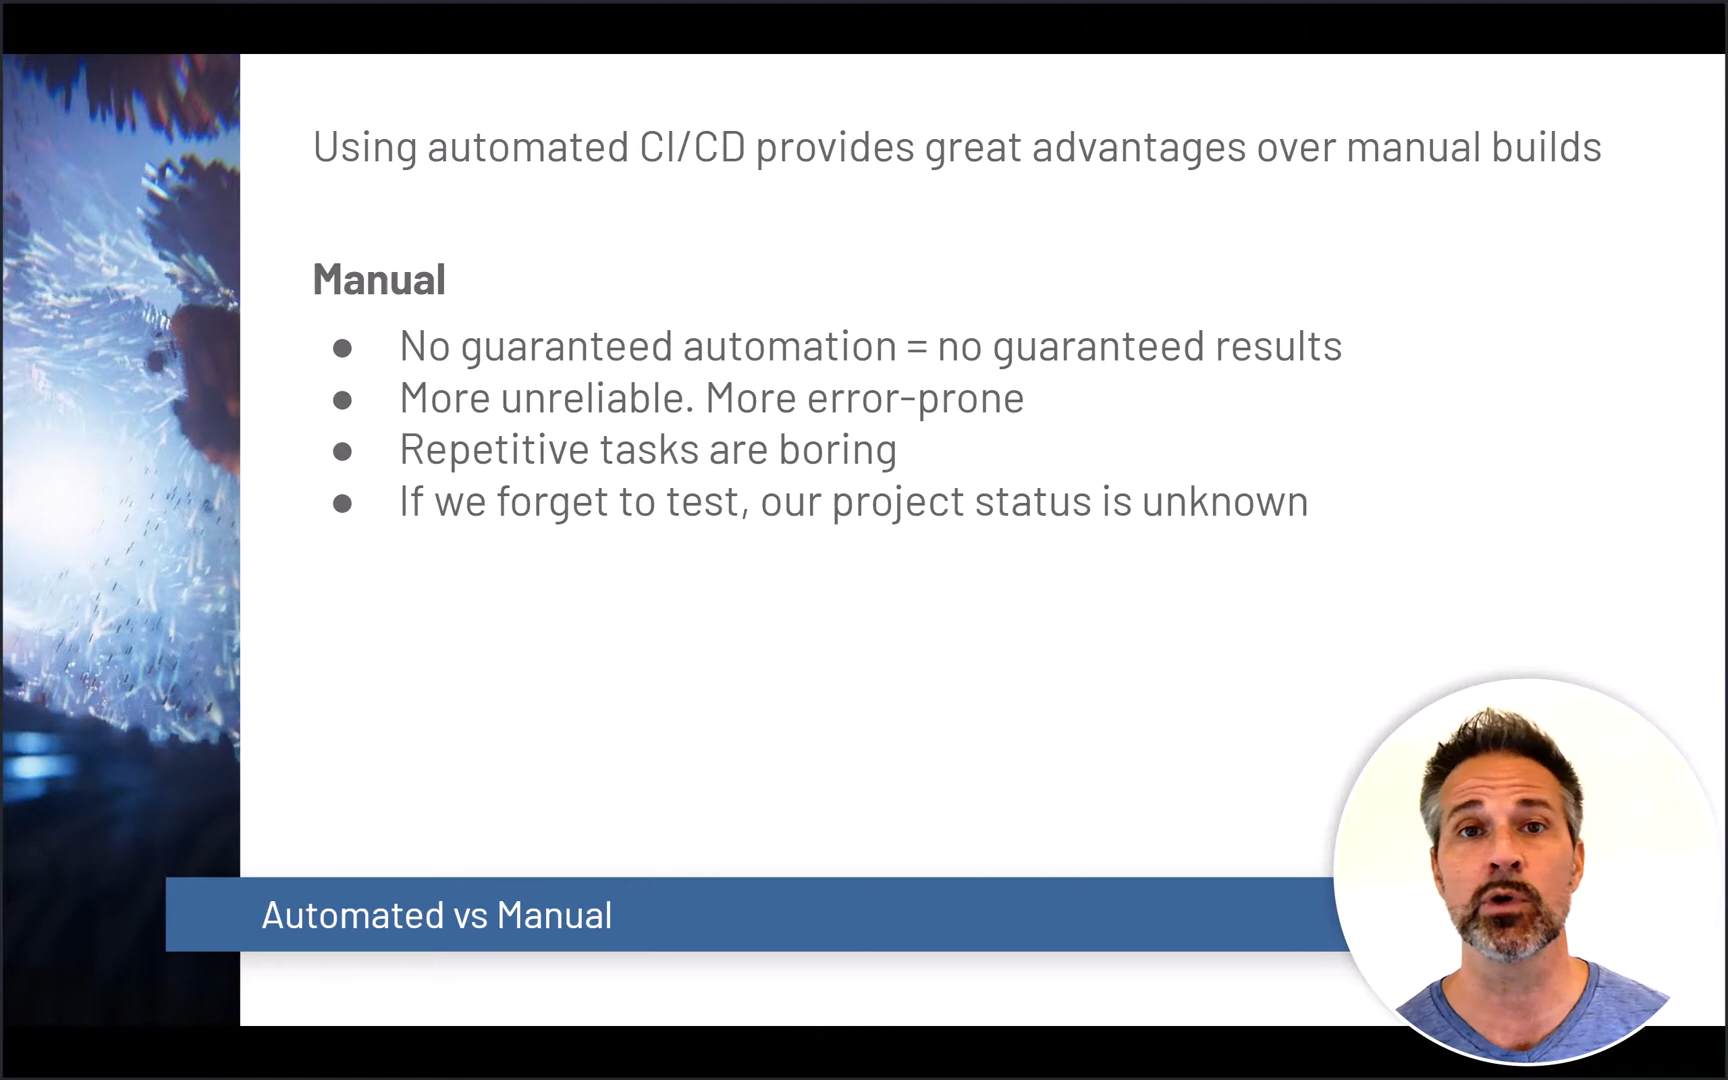 Using automated CI/CD provides great advantages over manual builds
Manual
● No guaranteed automation = no guaranteed results
● More unreliable. More error-prone
● Repetitive tasks are boring
● If we forget to test, our project status is unknown
Automated vs Manual